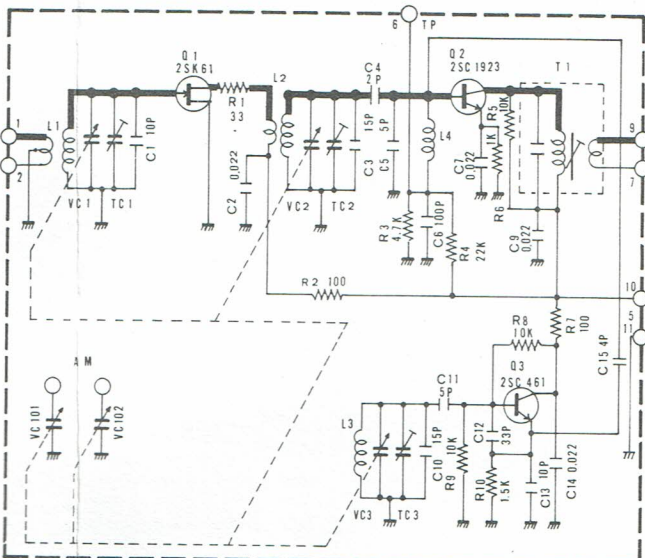 6 TP
Q1
2SK61
R1
33
L2
C4
2P
Q2
2SC1923
T1
1
L1
2
C1
10P
C2
0.022
C3
15P
C5
5P
L4
C7
0.022
1K
R5
10K
R6
9
7
VC1 TC1
VC2 TC2
R3
4.7K
C6
100P
R4
22K
C9
0.022
R2 100
10
5
11
R7
100
R8
10K
C15 4P
AM
VC101
VC102
Q3
2SC461
C11
5P
L3
C10
15P
R9
10K
C12
33P
R10
1.5K
C13 10P
C14 0.022
VC3 TC3